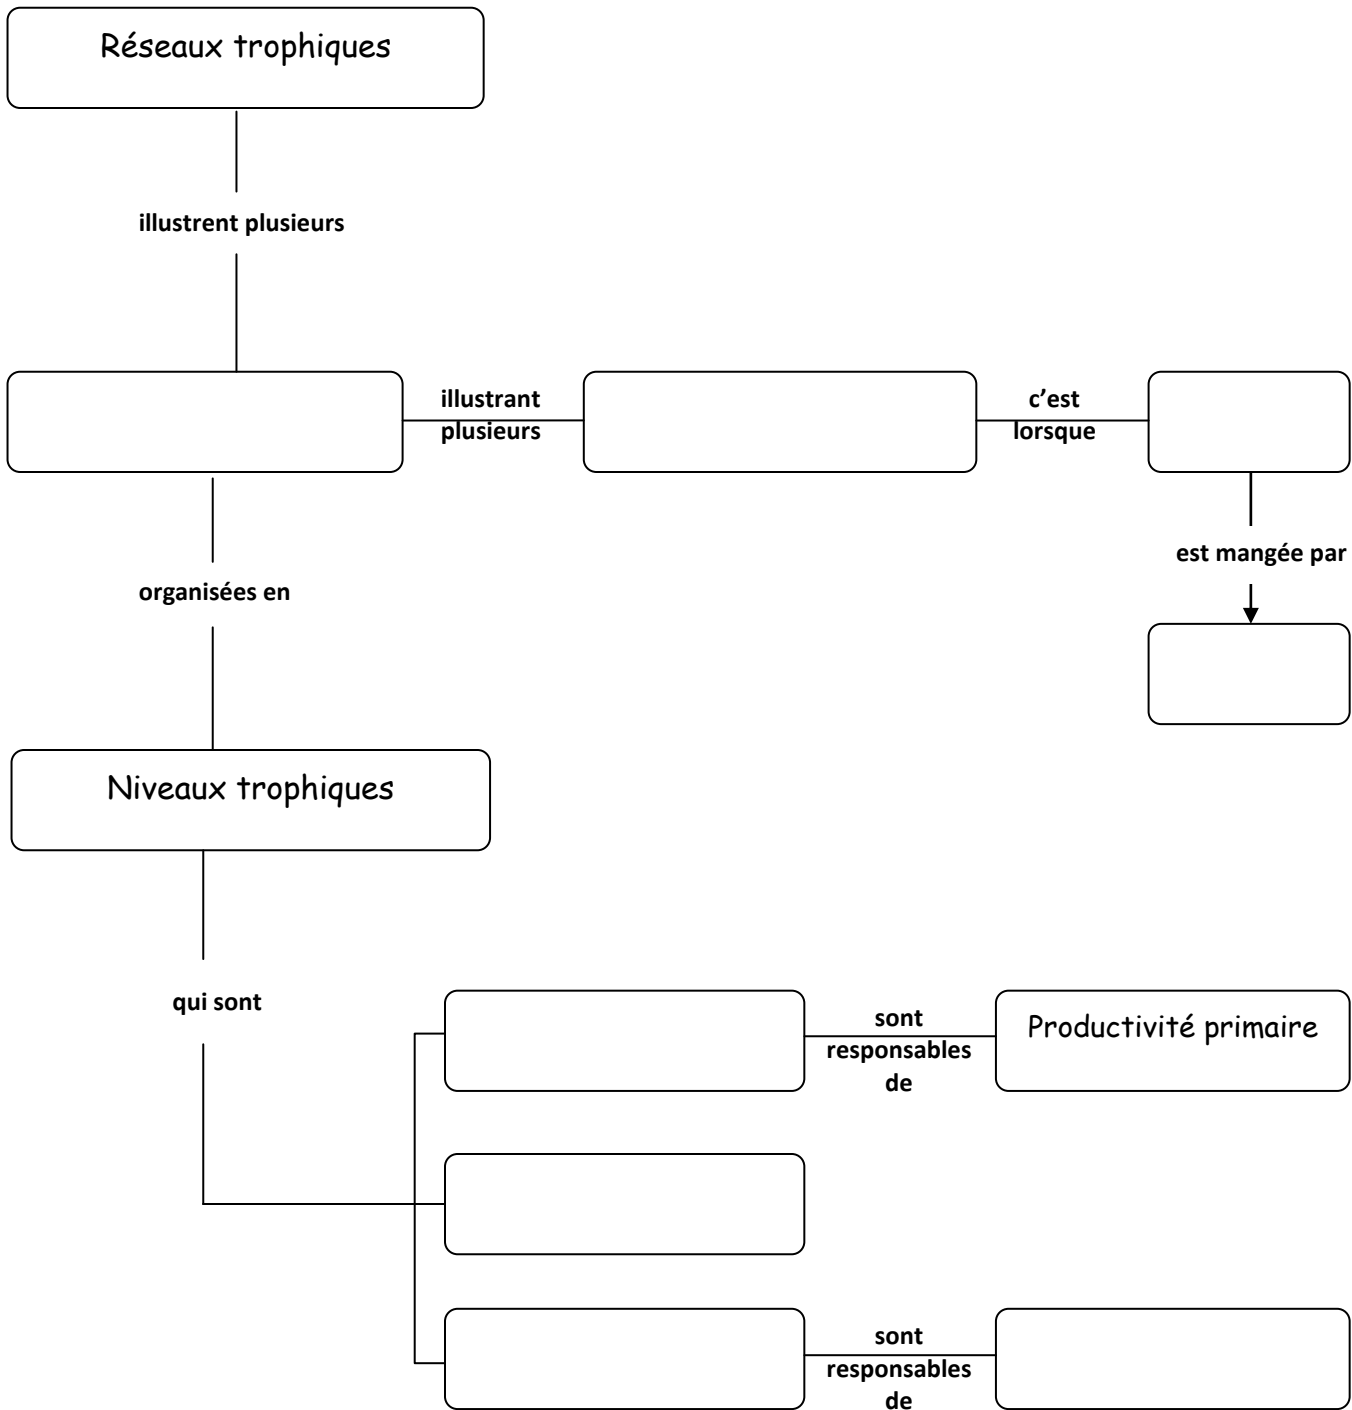 Réseaux trophiques
illustrent plusieurs
illustrant
plusieurs
c’est
lorsque
est mangée par
organisées en
Niveaux trophiques
qui sont
sont
responsables
de
Productivité primaire
sont
responsables
de